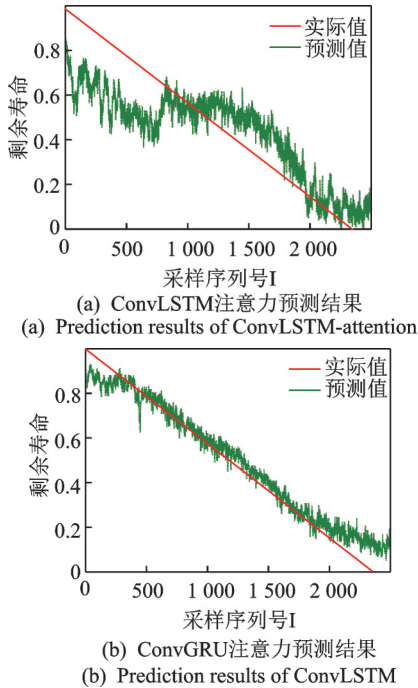 实际值
预测值
0.8
0.6
0.4
0.2
0
剩余寿命
0 500 1 000 1 500 2 000
采样序列号I
(a) ConvLSTM注意力预测结果
(a) Prediction results of ConvLSTM-attention
实际值
预测值
0.8
0.6
0.4
0.2
0
剩余寿命
0 500 1 000 1 500 2 000
采样序列号I
(b) ConvGRU注意力预测结果
(b) Prediction results of ConvLSTM